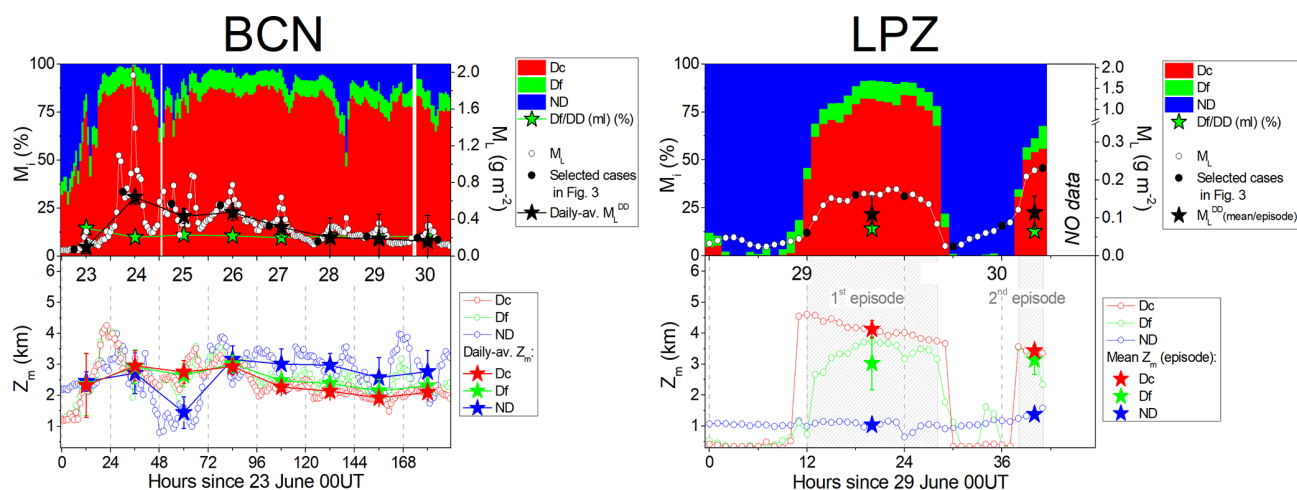 BCN
LPZ
100
75
50
25
0
M_i (%)
2.0
1.6
1.2
0.8
0.4
0.0
M_L (g m⁻²)
23 24 25 26 27 28 29 30
Dc
Df
ND
Df/DD (ml) (%)
M_L
Selected cases
in Fig. 3
Daily-av. M_L^DD
6
5
4
3
2
1
Z_m (km)
0 24 48 72 96 120 144 168
Hours since 23 June 00UT
Dc
Df
ND
Daily-av. Z_m:
Dc
Df
ND
100
75
50
25
0
M_i (%)
2.0
1.5
1.0
0.3
0.2
0.1
0.0
M_L (g m⁻²)
NO data
29 30
Dc
Df
ND
Df/DD (ml) (%)
M_L
Selected cases
in Fig. 3
M_L^DD (mean/episode)
6
5
4
3
2
1
Z_m (km)
1st episode
2nd episode
0 12 24 36
Hours since 29 June 00UT
Dc
Df
ND
Mean Z_m (episode):
Dc
Df
ND